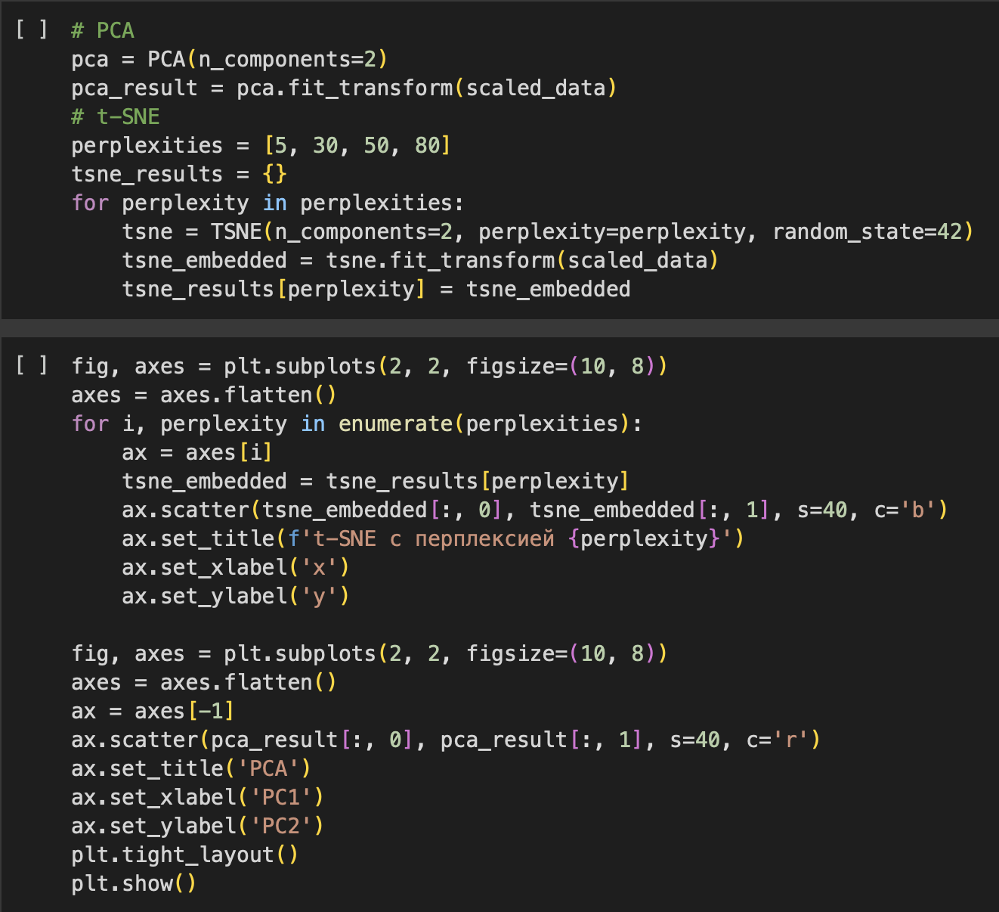 [ ] # PCA
pca = PCA(n_components=2)
pca_result = pca.fit_transform(scaled_data)
# t-SNE
perplexities = [5, 30, 50, 80]
tsne_results = {}
for perplexity in perplexities:
    tsne = TSNE(n_components=2, perplexity=perplexity, random_state=42)
    tsne_embedded = tsne.fit_transform(scaled_data)
    tsne_results[perplexity] = tsne_embedded
[ ] fig, axes = plt.subplots(2, 2, figsize=(10, 8))
axes = axes.flatten()
for i, perplexity in enumerate(perplexities):
    ax = axes[i]
    tsne_embedded = tsne_results[perplexity]
    ax.scatter(tsne_embedded[:, 0], tsne_embedded[:, 1], s=40, c='b')
    ax.set_title(f't-SNE с перплексией {perplexity}')
    ax.set_xlabel('x')
    ax.set_ylabel('y')
fig, axes = plt.subplots(2, 2, figsize=(10, 8))
axes = axes.flatten()
ax = axes[-1]
ax.scatter(pca_result[:, 0], pca_result[:, 1], s=40, c='r')
ax.set_title('PCA')
ax.set_xlabel('PC1')
ax.set_ylabel('PC2')
plt.tight_layout()
plt.show()